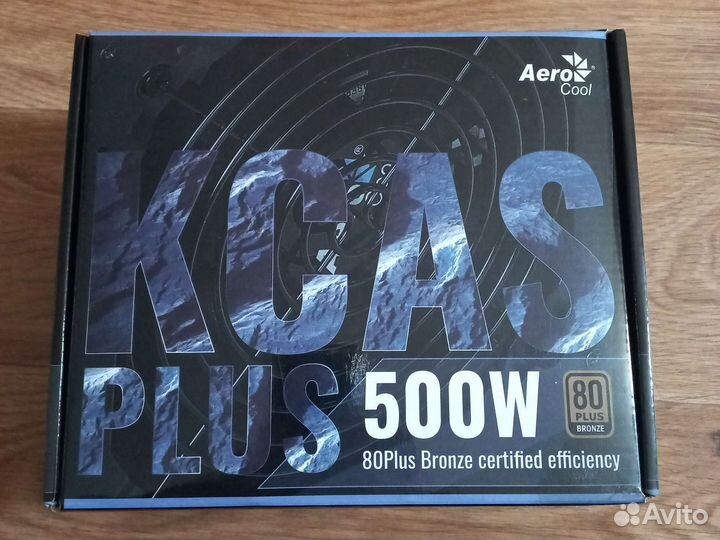 Aero
Cool
KCAS
PLUS
500W
80
PLUS
BRONZE
80Plus Bronze certified efficiency
Avito